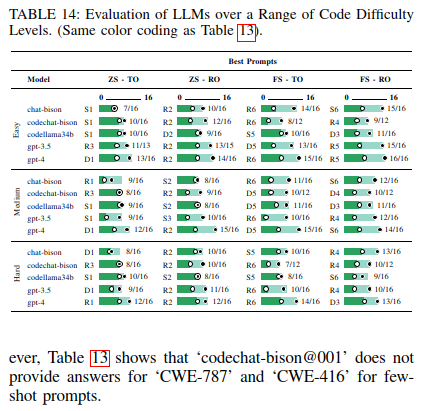 TABLE 14: Evaluation of LLMs over a Range of Code Difficulty
Levels. (Same color coding as Table 13).
Best Prompts
Model ZS - TO ZS - RO FS - TO FS - RO
0 16 0 16 0 16 0 16
Easy
chat-bison S1 7/16 R2 10/16 R6 14/16 S6 15/16
codechat-bison S1 10/16 R2 12/16 R6 8/12 R4 9/12
codellama34b S1 10/16 D2 9/16 S5 10/16 D3 11/16
gpt-3.5 R3 11/13 R2 13/15 D5 13/16 R5 15/16
gpt-4 D1 13/16 R2 14/16 R6 15/16 R5 16/16
Medium
chat-bison R1 9/16 S2 8/16 R6 11/16 S6 12/16
codechat-bison R3 8/16 R2 9/16 D5 10/12 D4 10/12
codellama34b S1 9/16 S2 8/16 D5 11/16 D3 11/16
gpt-3.5 S1 9/16 S3 10/16 R6 10/16 R4 12/16
gpt-4 D1 12/16 R2 15/16 D5 15/16 S6 14/16
Hard
chat-bison D1 8/16 R2 10/16 S5 10/16 R4 13/16
codechat-bison R3 8/16 R2 10/16 R6 7/12 R4 10/12
codellama34b S1 10/16 S2 8/16 S5 8/16 S6 9/16
gpt-3.5 D1 9/16 R2 11/16 R6 10/16 R4 10/16
gpt-4 R1 12/16 R2 12/16 R6 14/16 D3 13/16
ever, Table 13 shows that ‘codechat-bison@001’ does not
provide answers for ‘CWE-787’ and ‘CWE-416’ for few-
shot prompts.